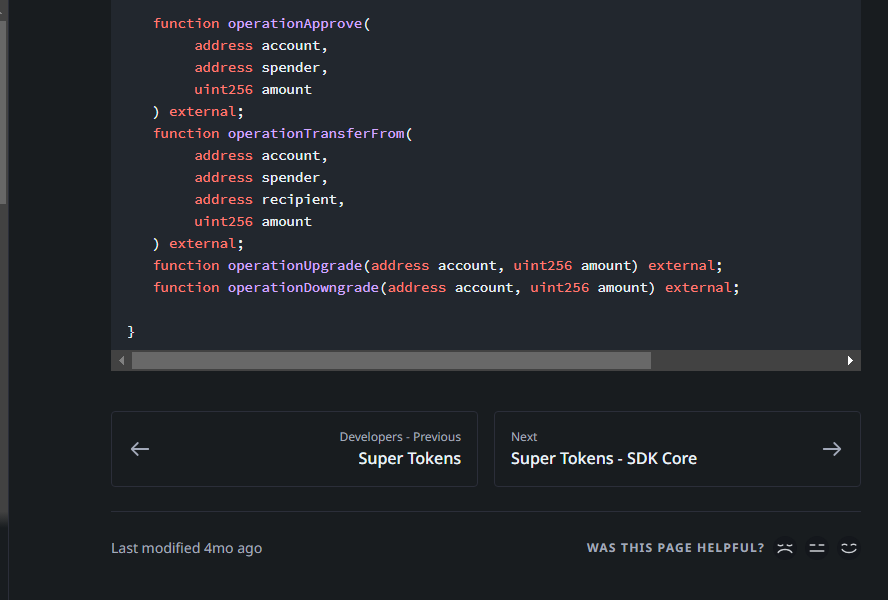 function operationApprove(
address account,
address spender,
uint256 amount
) external;
function operationTransferFrom(
address account,
address spender,
address recipient,
uint256 amount
) external;
function operationUpgrade(address account, uint256 amount) external;
function operationDowngrade(address account, uint256 amount) external;
}
Developers - Previous
Super Tokens
Next
Super Tokens - SDK Core
Last modified 4mo ago
WAS THIS PAGE HELPFUL?